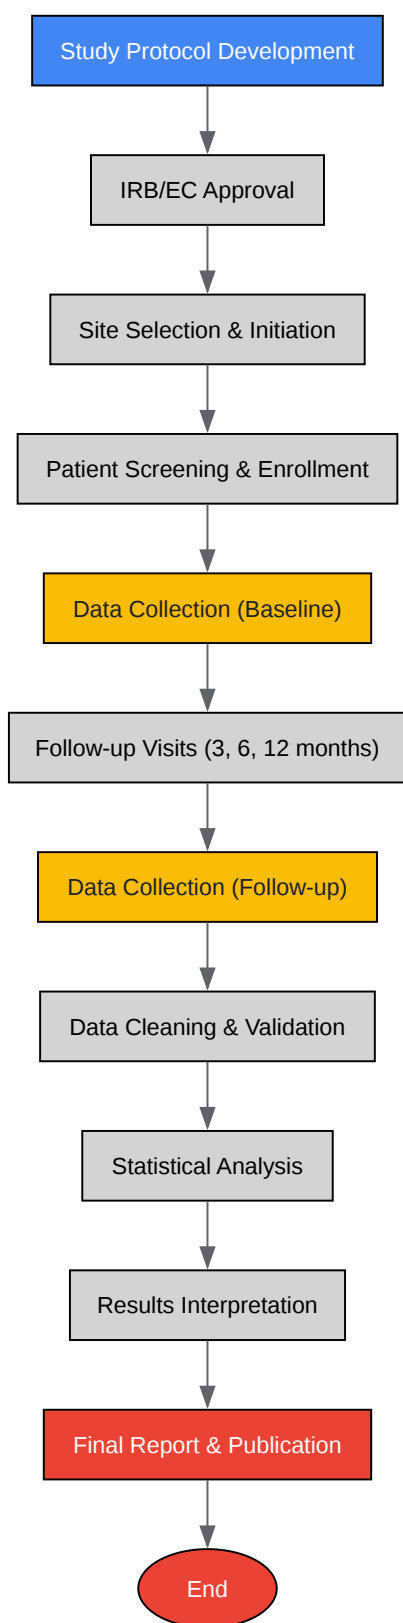 Study Protocol Development
IRB/EC Approval
Site Selection & Initiation
Patient Screening & Enrollment
Data Collection (Baseline)
Follow-up Visits (3, 6, 12 months)
Data Collection (Follow-up)
Data Cleaning & Validation
Statistical Analysis
Results Interpretation
Final Report & Publication
End